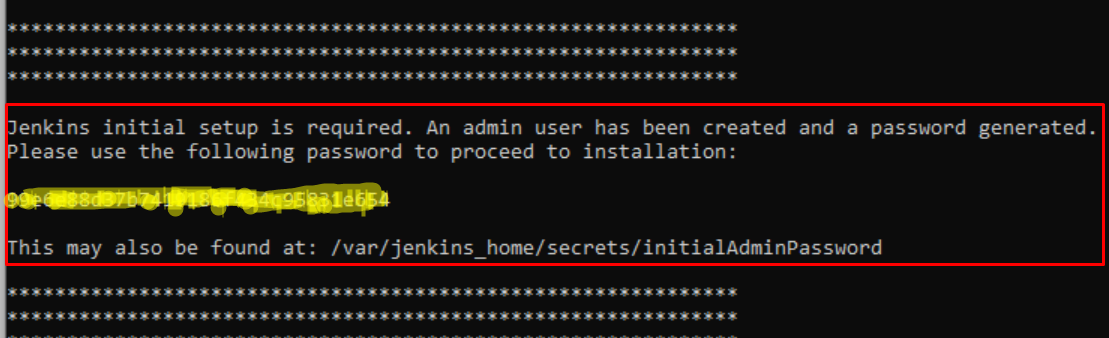 *************************************************************
*************************************************************
*************************************************************
Jenkins initial setup is required. An admin user has been created and a password generated.
Please use the following password to proceed to installation:
This may also be found at: /var/jenkins_home/secrets/initialAdminPassword
*************************************************************
*************************************************************